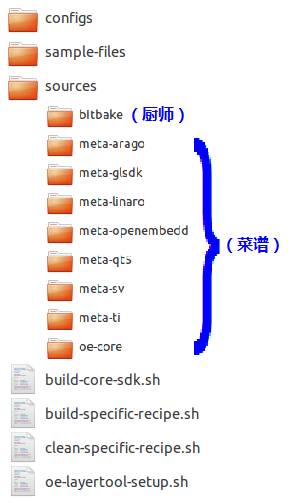 configs
sample-files
sources
bitbake（厨师）
meta-arago
meta-glsdk
meta-linaro
meta-openembedd
meta-qt5
meta-sv
meta-ti
oe-core
（菜谱）
build-core-sdk.sh
build-specific-recipe.sh
clean-specific-recipe.sh
oe-layertool-setup.sh